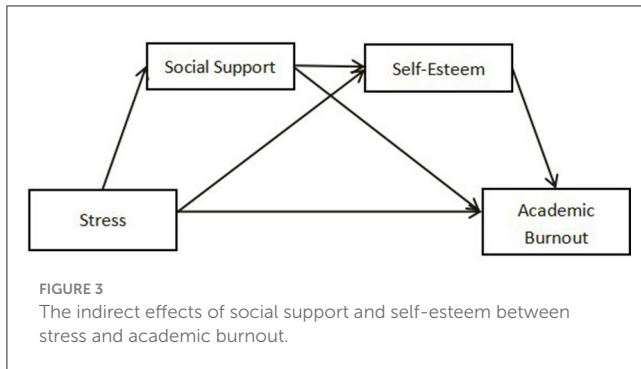 Social Support
Self-Esteem
Stress
Academic
Burnout
FIGURE 3
The indirect effects of social support and self-esteem between
stress and academic burnout.